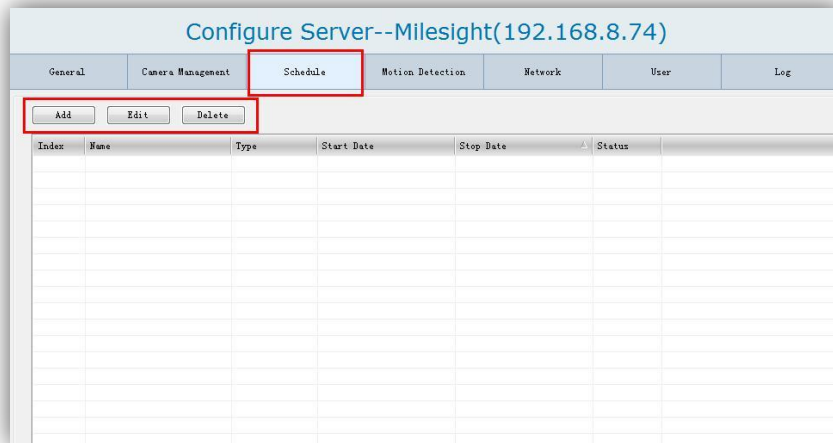 Configure Server--Milesight(192.168.8.74)
General Camera Management Schedule Motion Detection Network User Log
Add Edit Delete
Index Name Type Start Date Stop Date Status